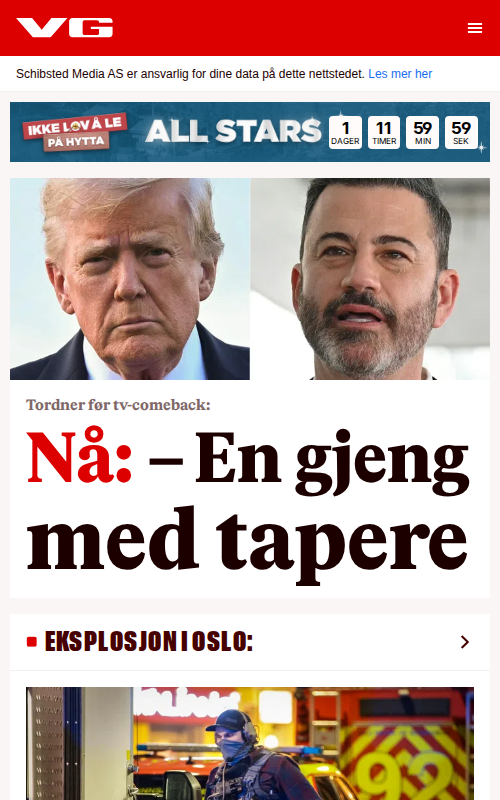 VG
Schibsted Media AS er ansvarlig for dine data på dette nettstedet. Les mer her
IKKE LOV Å LE
PÅ HYTTA
ALL STARS
1 11 59 59
DAGER TIMER MIN SEK
Tordner før tv-comeback:
Nå: – En gjeng
med tapere
EKSPLOSJON I OSLO:
92